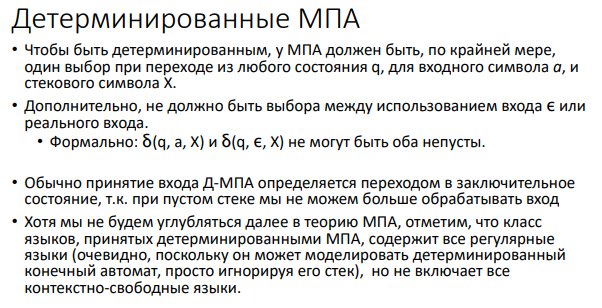 Детерминированные МПА
• Чтобы быть детерминированным, у МПА должен быть, по крайней мере,
один выбор при переходе из любого состояния q, для входного символа a, и
стекового символа X.
• Дополнительно, не должно быть выбора между использованием входа ϵ или
реального входа.
• Формально: δ(q, a, X) и δ(q, ϵ, X) не могут быть оба непусты.
• Обычно принятие входа Д-МПА определяется переходом в заключительное
состояние, т.к. при пустом стеке мы не можем больше обрабатывать вход
• Хотя мы не будем углубляться далее в теорию МПА, отметим, что класс
языков, принятых детерминированными МПА, содержит все регулярные
языки (очевидно, поскольку он может моделировать детерминированный
конечный автомат, просто игнорируя его стек), но не включает все
контекстно-свободные языки.